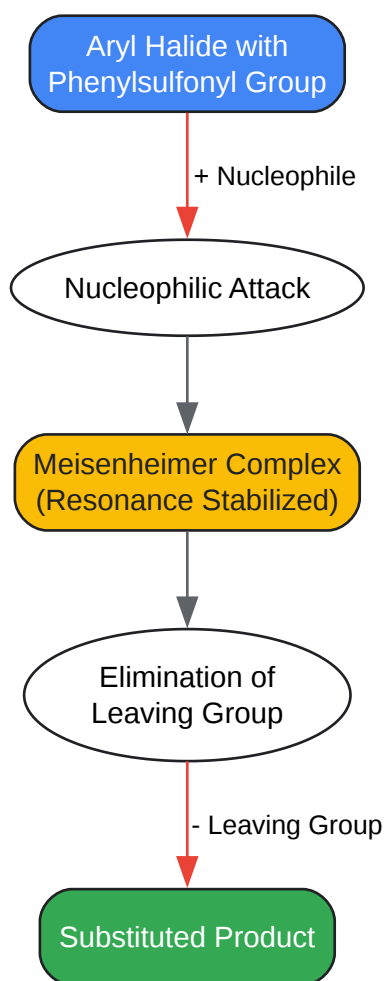 Aryl Halide with
Phenylsulfonyl Group
+ Nucleophile
Nucleophilic Attack
Meisenheimer Complex
(Resonance Stabilized)
Elimination of
Leaving Group
- Leaving Group
Substituted Product